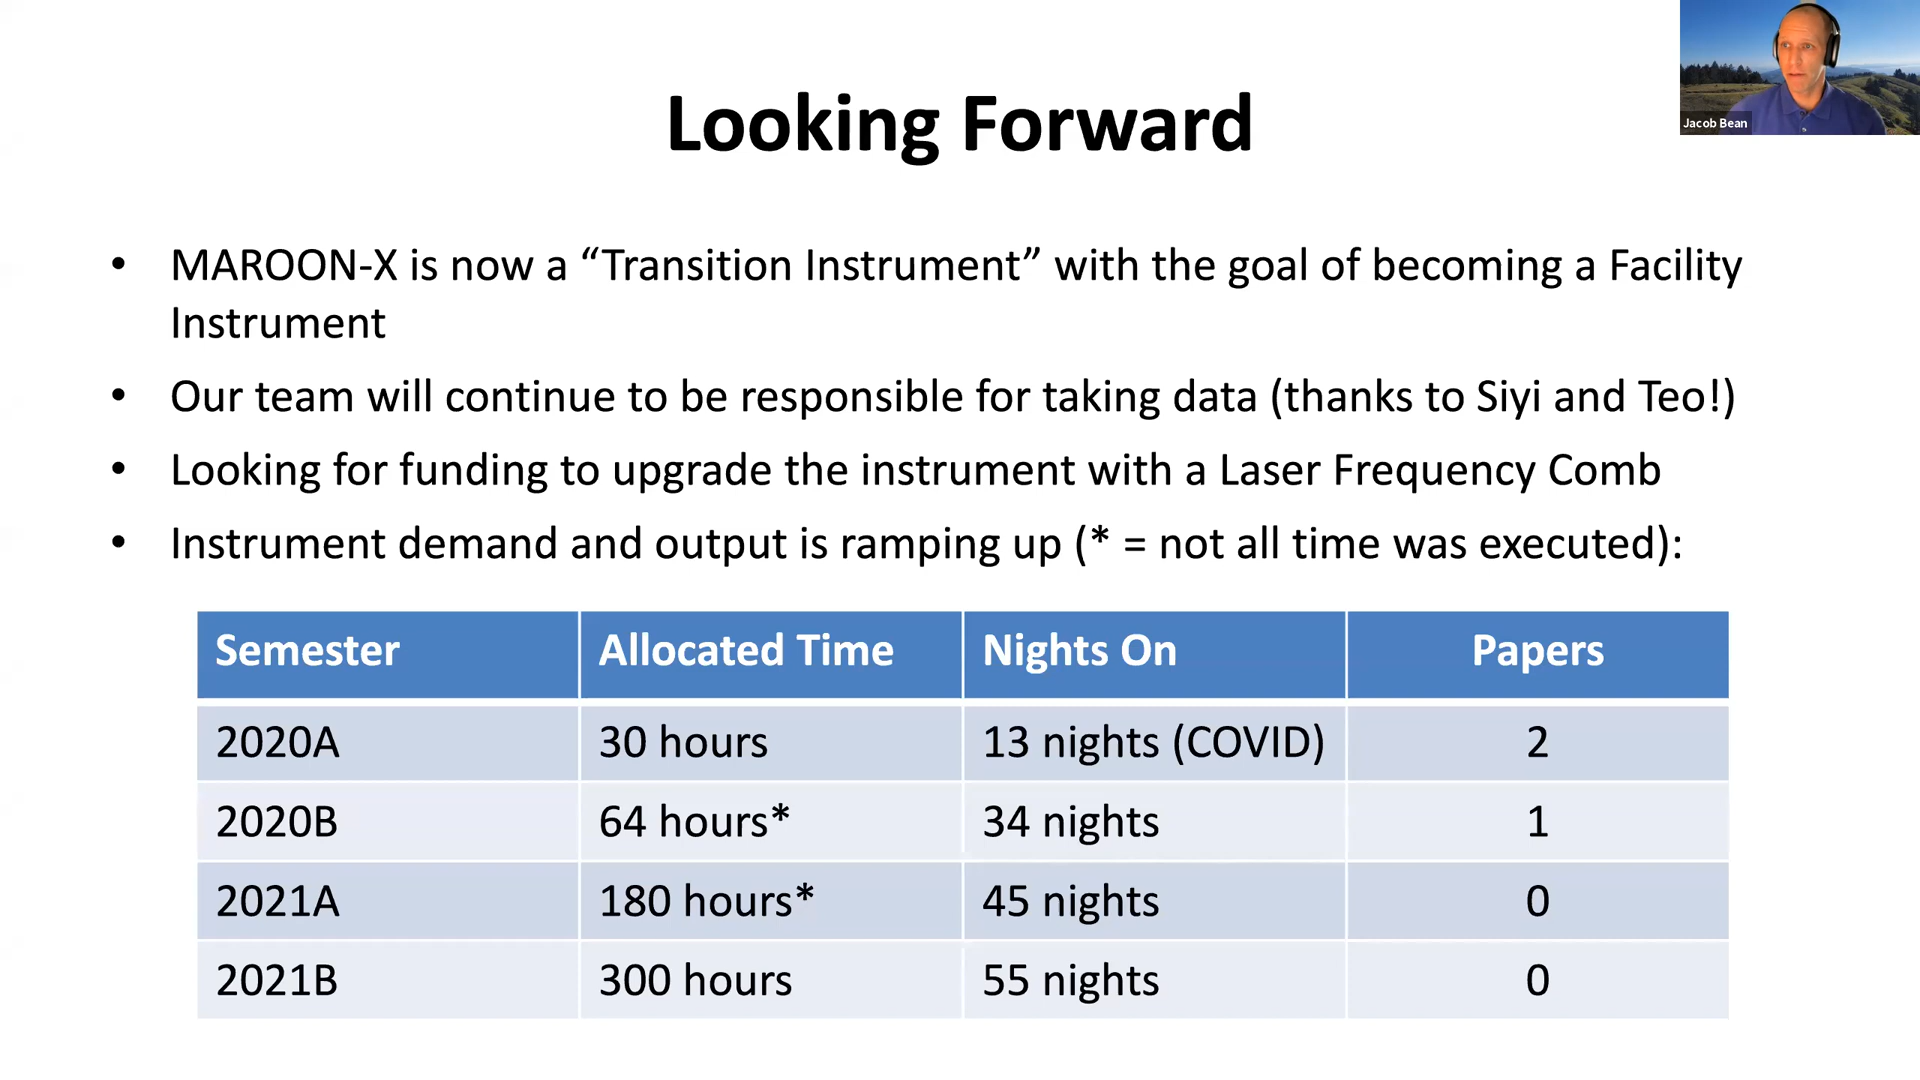 Jacob Bean
Looking Forward
• MAROON-X is now a “Transition Instrument” with the goal of becoming a Facility
Instrument
• Our team will continue to be responsible for taking data (thanks to Siyi and Teo!)
• Looking for funding to upgrade the instrument with a Laser Frequency Comb
• Instrument demand and output is ramping up (* = not all time was executed):
Semester Allocated Time Nights On Papers
2020A 30 hours 13 nights (COVID) 2
2020B 64 hours* 34 nights 1
2021A 180 hours* 45 nights 0
2021B 300 hours 55 nights 0